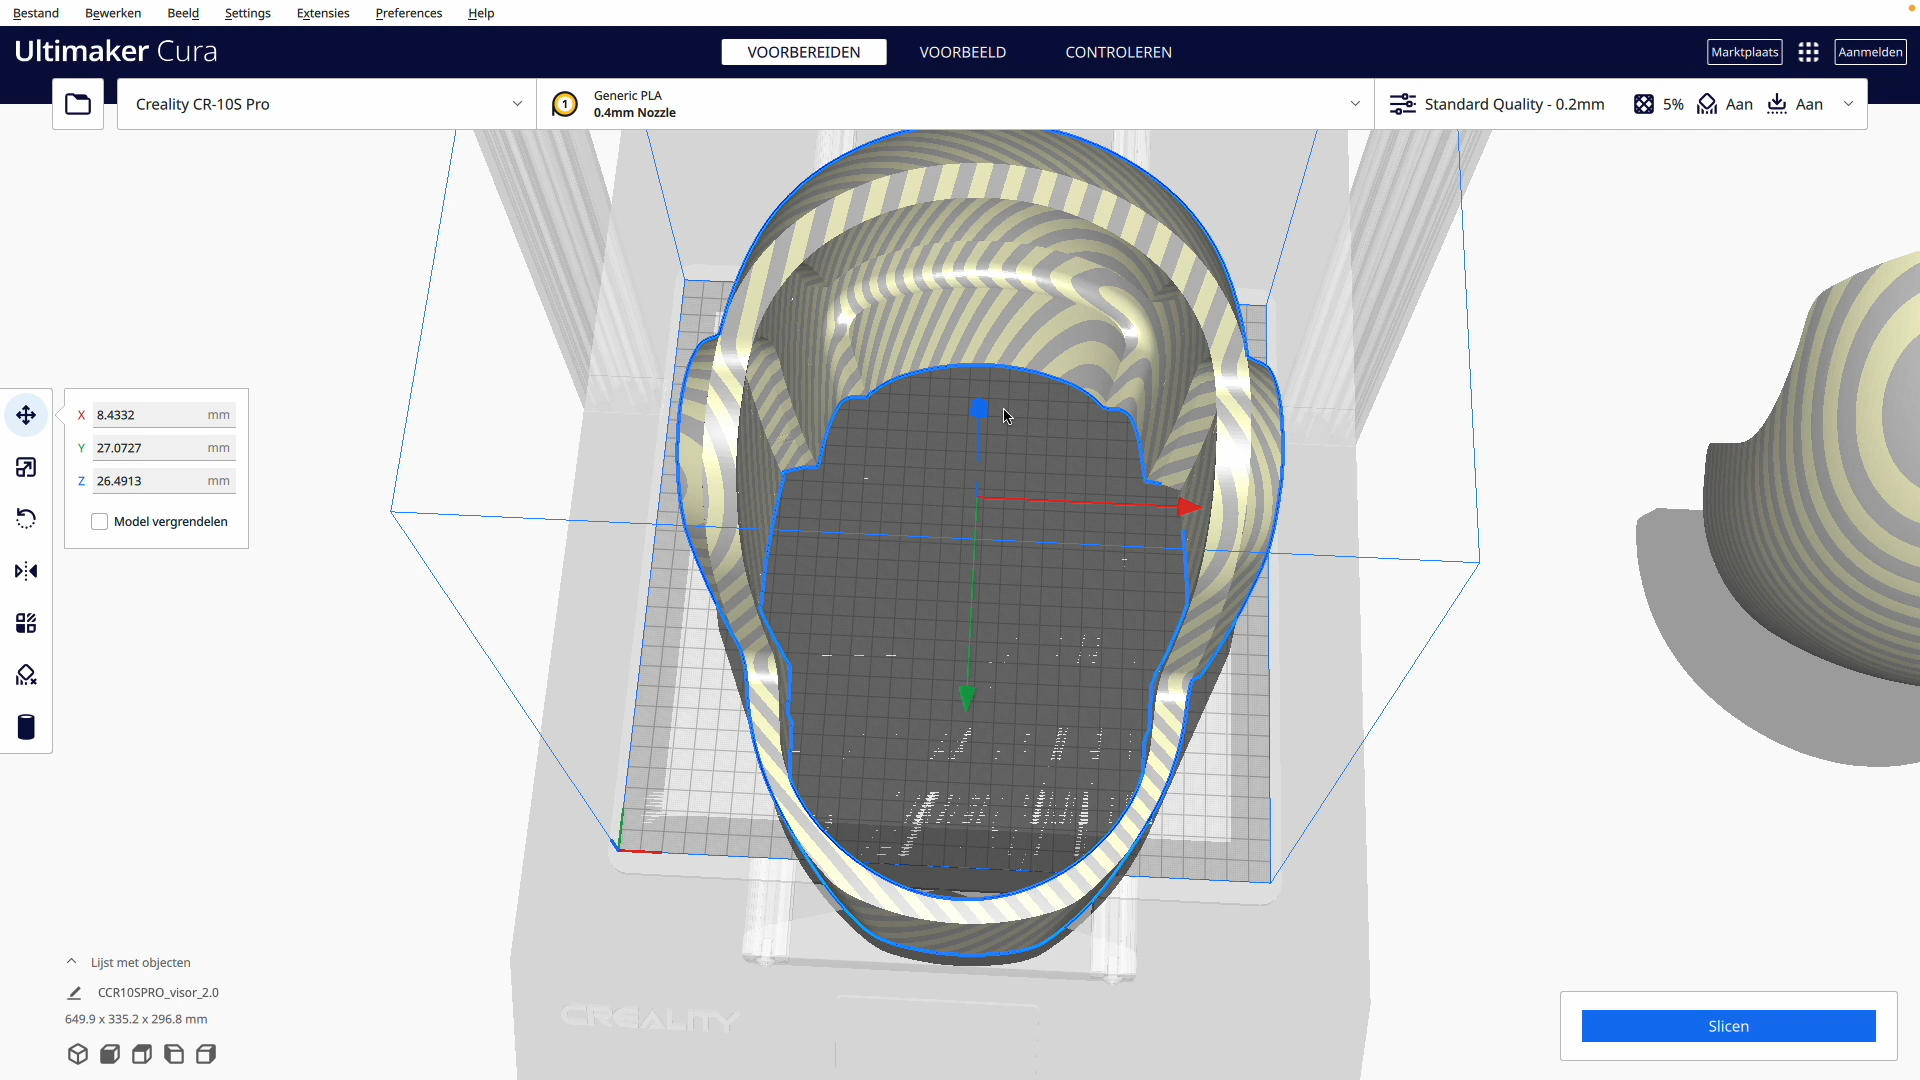 Bestand Bewerken Beeld Settings Extensies Preferences Help
Ultimaker Cura VOORBEREIDEN VOORBEELD CONTROLEREN Marktplaats Aanmelden
Creality CR-10S Pro
1
Generic PLA
0.4mm Nozzle
Standard Quality - 0.2mm 5% Aan Aan
X 8.4332 mm
Y 27.0727 mm
Z 26.4913 mm
Model vergrendelen
Lijst met objecten
CCR10SPRO_visor_2.0
649.9 x 335.2 x 296.8 mm
CREALITY
Slicen